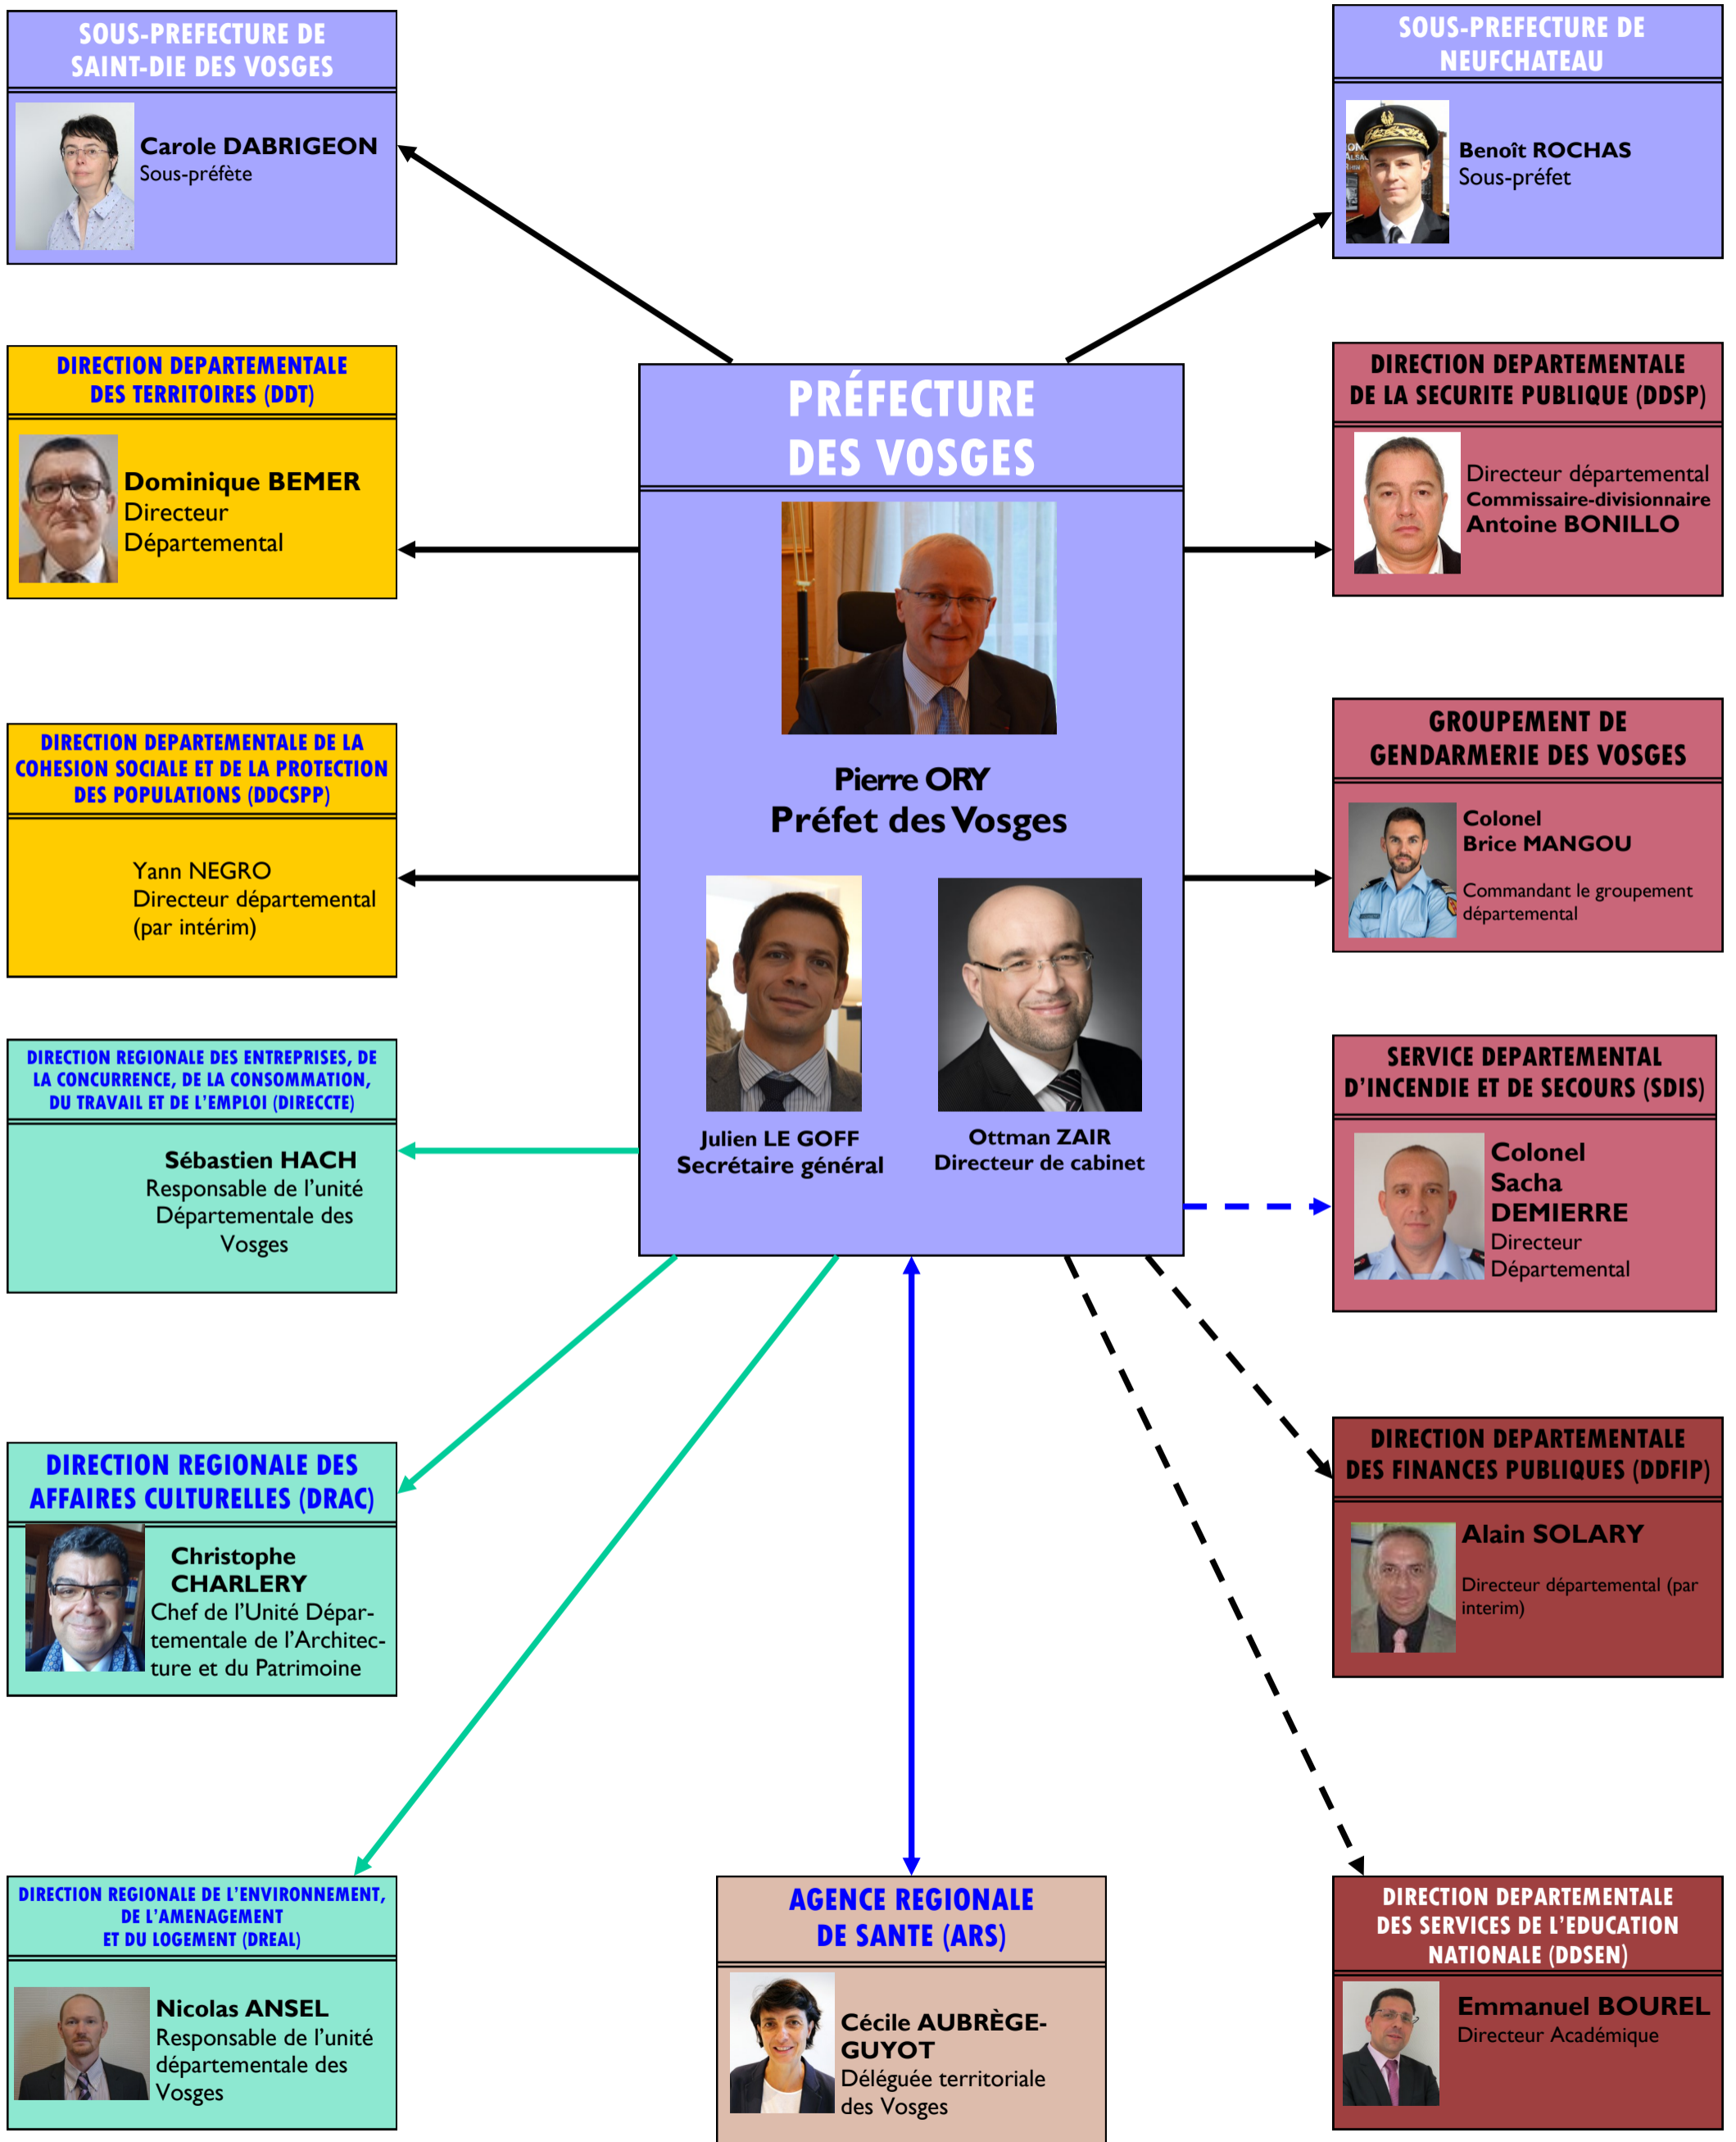 SOUS-PREFECTURE DE
SAINT-DIE DES VOSGES
Carole DABRIGEON
Sous-préfète
SOUS-PREFECTURE DE
NEUFCHATEAU
Benoît ROCHAS
Sous-préfet
DIRECTION DEPARTEMENTALE
DES TERRITOIRES (DDT)
Dominique BEMER
Directeur
Départemental
PRÉFECTURE
DES VOSGES
Pierre ORY
Préfet des Vosges
Julien LE GOFF
Secrétaire général
Ottman ZAIR
Directeur de cabinet
DIRECTION DEPARTEMENTALE
DE LA SECURITE PUBLIQUE (DDSP)
Directeur départemental
Commissaire-divisionnaire
Antoine BONILLO
DIRECTION DEPARTEMENTALE DE LA
COHESION SOCIALE ET DE LA PROTECTION
DES POPULATIONS (DDCSPP)
Yann NEGRO
Directeur départemental
(par intérim)
GROUPEMENT DE
GENDARMERIE DES VOSGES
Colonel
Brice MANGOU
Commandant le groupement
départemental
DIRECTION REGIONALE DES ENTREPRISES, DE
LA CONCURRENCE, DE LA CONSOMMATION,
DU TRAVAIL ET DE L'EMPLOI (DIRECCTE)
Sébastien HACH
Responsable de l'unité
Départementale des
Vosges
SERVICE DEPARTEMENTAL
D'INCENDIE ET DE SECOURS (SDIS)
Colonel
Sacha
DEMIERRE
Directeur
Départemental
DIRECTION REGIONALE DES
AFFAIRES CULTURELLES (DRAC)
Christophe
CHARLERY
Chef de l'Unité Dépar-
tementale de l'Architec-
ture et du Patrimoine
DIRECTION DEPARTEMENTALE
DES FINANCES PUBLIQUES (DDFIP)
Alain SOLARY
Directeur départemental (par
interim)
DIRECTION REGIONALE DE L'ENVIRONNEMENT,
DE L'AMENAGEMENT
ET DU LOGEMENT (DREAL)
Nicolas ANSEL
Responsable de l'unité
départementale des
Vosges
AGENCE REGIONALE
DE SANTE (ARS)
Cécile AUBRÈGE-
GUYOT
Déléguée territoriale
des Vosges
DIRECTION DEPARTEMENTALE
DES SERVICES DE L'EDUCATION
NATIONALE (DDSEN)
Emmanuel BOUREL
Directeur Académique